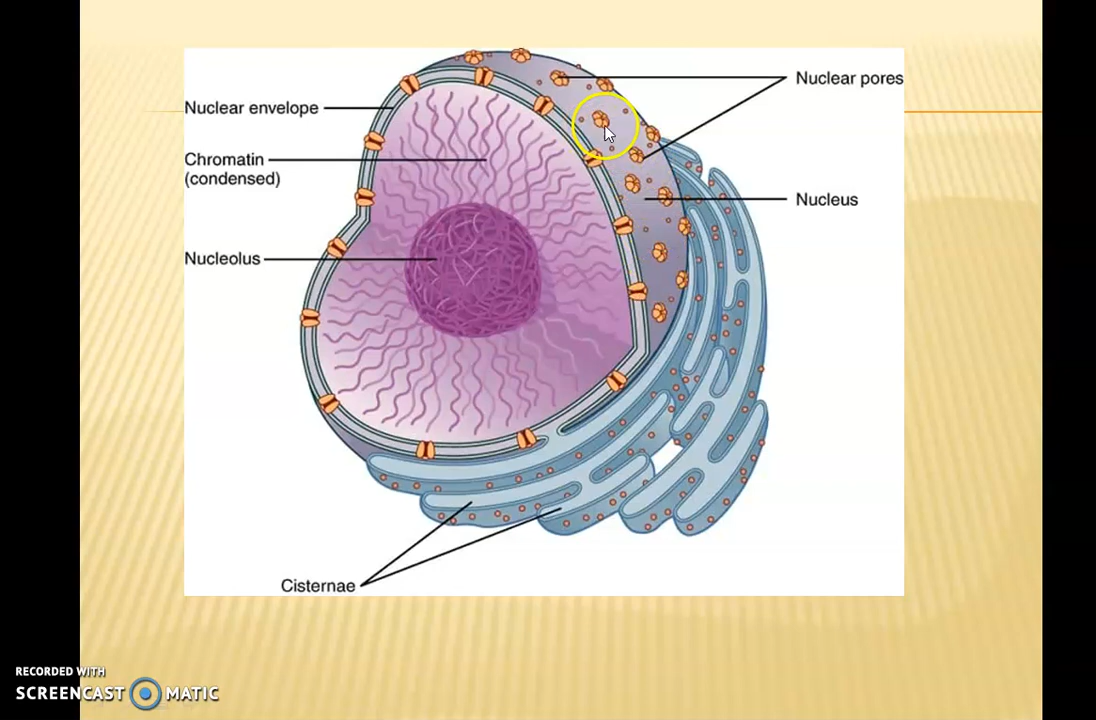 Nuclear pores
Nuclear envelope
Chromatin
(condensed)
Nucleus
Nucleolus
Cisternae
RECORDED WITH
SCREENCAST MATIC